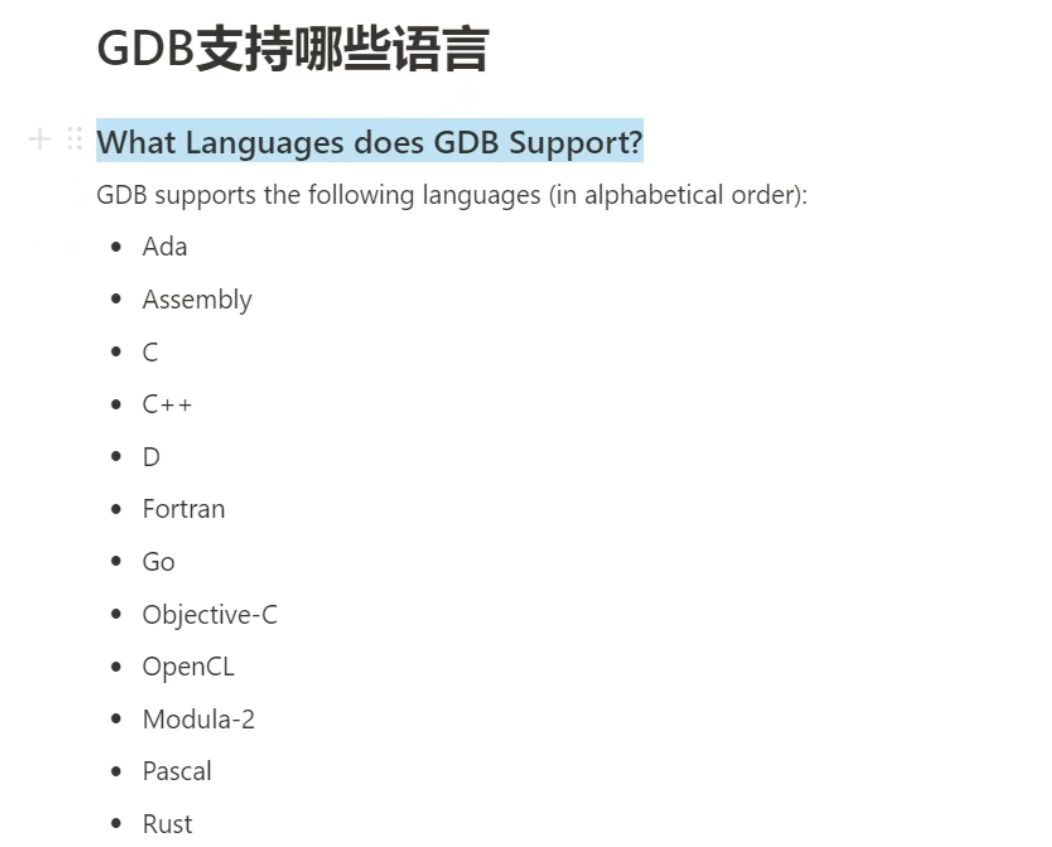 GDB支持哪些语言
What Languages does GDB Support?
GDB supports the following languages (in alphabetical order):
Ada
Assembly
C
C++
D
Fortran
Go
Objective-C
OpenCL
Modula-2
Pascal
Rust